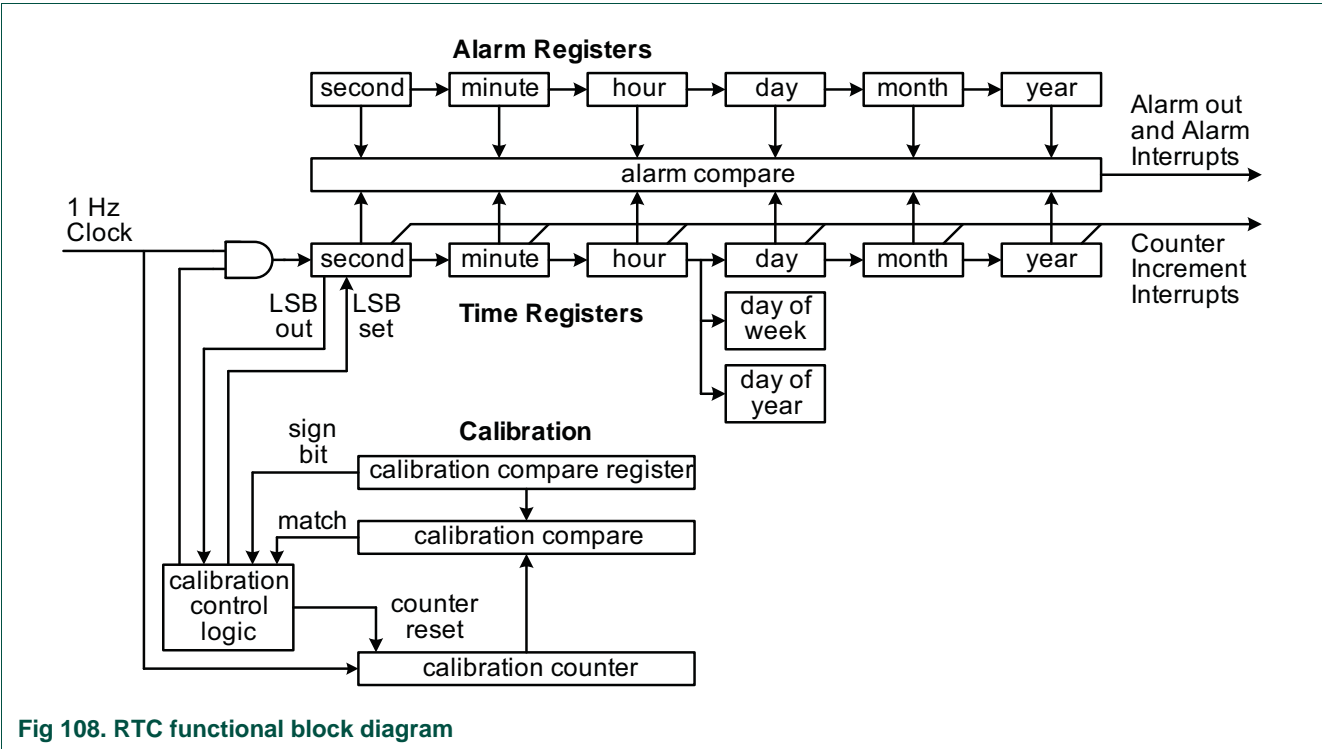 Alarm Registers
second
minute
hour
day
month
year
Alarm out
and Alarm
Interrupts
alarm compare
1 Hz
Clock
second
minute
hour
day
month
year
Counter
Increment
Interrupts
LSB
out
LSB
set
Time Registers
day of
week
day of
year
sign
bit
Calibration
calibration compare register
match
calibration compare
calibration
control
logic
counter
reset
calibration counter
Fig 108. RTC functional block diagram